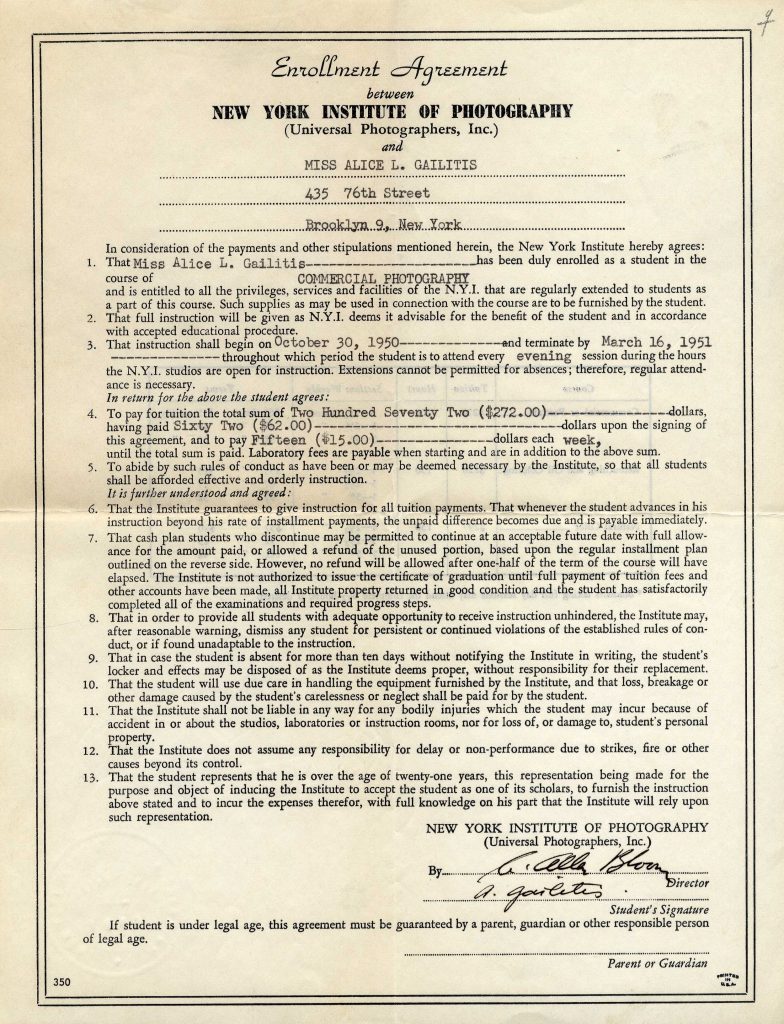 Enrollment Agreement
between
NEW YORK INSTITUTE OF PHOTOGRAPHY
(Universal Photographers, Inc.)
and
MISS ALICE L. GAILITIS
435 76th Street
Brooklyn 9, New York
In consideration of the payments and other stipulations mentioned herein, the New York Institute hereby agrees:
1. That Miss Alice L. Gailitis------------------------has been duly enrolled as a student in the
course of COMMERCIAL PHOTOGRAPHY
and is entitled to all the privileges, services and facilities of the N.Y.I. that are regularly extended to students as
a part of this course. Such supplies as may be used in connection with the course are to be furnished by the student.
2. That full instruction will be given as N.Y.I. deems it advisable for the benefit of the student and in accordance
with accepted educational procedure.
3. That instruction shall begin on October 30, 1950--------------and terminate by March 16, 1951
---------------throughout which period the student is to attend every evening session during the hours
the N.Y.I. studios are open for instruction. Extensions cannot be permitted for absences; therefore, regular attend-
ance is necessary.
In return for the above the student agrees:
4. To pay for tuition the total sum of Two Hundred Seventy Two ($272.00)-----------------dollars,
having paid Sixty Two ($62.00)-----------------------------------dollars upon the signing of
this agreement, and to pay Fifteen ($15.00)----------------dollars each week,
until the total sum is paid. Laboratory fees are payable when starting and are in addition to the above sum.
5. To abide by such rules of conduct as have been or may be deemed necessary by the Institute, so that all students
shall be afforded effective and orderly instruction.
It is further understood and agreed:
6. That the Institute guarantees to give instruction for all tuition payments. That whenever the student advances in his
instruction beyond his rate of installment payments, the unpaid difference becomes due and is payable immediately.
7. That cash plan students who discontinue may be permitted to continue at an acceptable future date with full allow-
ance for the amount paid, or allowed a refund of the unused portion, based upon the regular installment plan
outlined on the reverse side. However, no refund will be allowed after one-half of the term of the course will have
elapsed. The Institute is not authorized to issue the certificate of graduation until full payment of tuition fees and
other accounts have been made, all Institute property returned in good condition and the student has satisfactorily
completed all of the examinations and required progress steps.
8. That in order to provide all students with adequate opportunity to receive instruction unhindered, the Institute may,
after reasonable warning, dismiss any student for persistent or continued violations of the established rules of con-
duct, or if found unadaptable to the instruction.
9. That in case the student is absent for more than ten days without notifying the Institute in writing, the student's
locker and effects may be disposed of as the Institute deems proper, without responsibility for their replacement.
10. That the student will use due care in handling the equipment furnished by the Institute, and that loss, breakage or
other damage caused by the student's carelessness or neglect shall be paid for by the student.
11. That the Institute shall not be liable in any way for any bodily injuries which the student may incur because of
accident in or about the studios, laboratories or instruction rooms, nor for loss of, or damage to, student's personal
property.
12. That the Institute does not assume any responsibility for delay or non-performance due to strikes, fire or other
causes beyond its control.
13. That the student represents that he is over the age of twenty-one years, this representation being made for the
purpose and object of inducing the Institute to accept the student as one of its scholars, to furnish the instruction
above stated and to incur the expenses therefor, with full knowledge on his part that the Institute will rely upon
such representation.
NEW YORK INSTITUTE OF PHOTOGRAPHY
(Universal Photographers, Inc.)
By Allen Bloom
Director
A. Gailitis
Student's Signature
If student is under legal age, this agreement must be guaranteed by a parent, guardian or other responsible person
of legal age.
Parent or Guardian
350
PRINTED
IN
U.S.A.